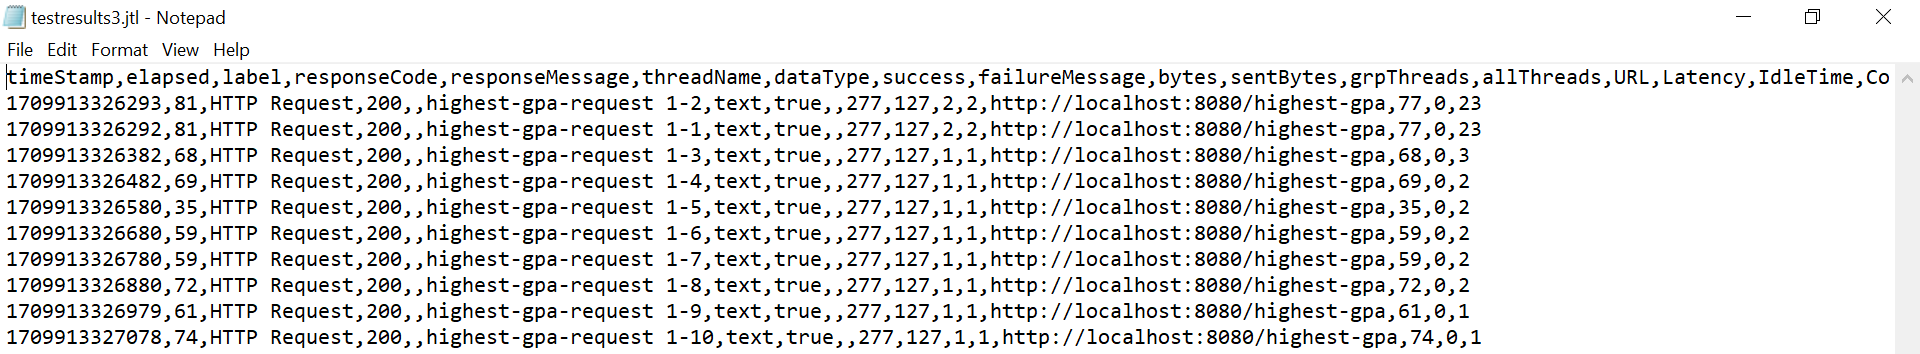 testresults3.jtl - Notepad
File Edit Format View Help
timeStamp,elapsed,label,responseCode,responseMessage,threadName,dataType,success,failureMessage,bytes,sentBytes,grpThreads,allThreads,URL,Latency,IdleTime,Co
1709913326293,81,HTTP Request,200,,highest-gpa-request 1-2,text,true,,277,127,2,2,http://localhost:8080/highest-gpa,77,0,23
1709913326292,81,HTTP Request,200,,highest-gpa-request 1-1,text,true,,277,127,2,2,http://localhost:8080/highest-gpa,77,0,23
1709913326382,68,HTTP Request,200,,highest-gpa-request 1-3,text,true,,277,127,1,1,http://localhost:8080/highest-gpa,68,0,3
1709913326482,69,HTTP Request,200,,highest-gpa-request 1-4,text,true,,277,127,1,1,http://localhost:8080/highest-gpa,69,0,2
1709913326580,35,HTTP Request,200,,highest-gpa-request 1-5,text,true,,277,127,1,1,http://localhost:8080/highest-gpa,35,0,2
1709913326680,59,HTTP Request,200,,highest-gpa-request 1-6,text,true,,277,127,1,1,http://localhost:8080/highest-gpa,59,0,2
1709913326780,59,HTTP Request,200,,highest-gpa-request 1-7,text,true,,277,127,1,1,http://localhost:8080/highest-gpa,59,0,2
1709913326880,72,HTTP Request,200,,highest-gpa-request 1-8,text,true,,277,127,1,1,http://localhost:8080/highest-gpa,72,0,2
1709913326979,61,HTTP Request,200,,highest-gpa-request 1-9,text,true,,277,127,1,1,http://localhost:8080/highest-gpa,61,0,1
1709913327078,74,HTTP Request,200,,highest-gpa-request 1-10,text,true,,277,127,1,1,http://localhost:8080/highest-gpa,74,0,1